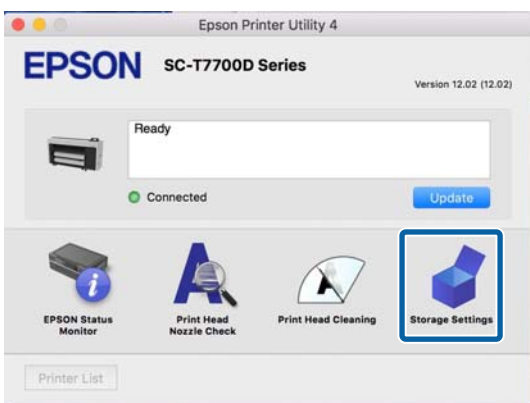 Epson Printer Utility 4
EPSON
SC-T7700D Series
Version 12.02 (12.02)
Ready
Connected
Update
EPSON Status
Monitor
Print Head
Nozzle Check
Print Head Cleaning
Storage Settings
Printer List